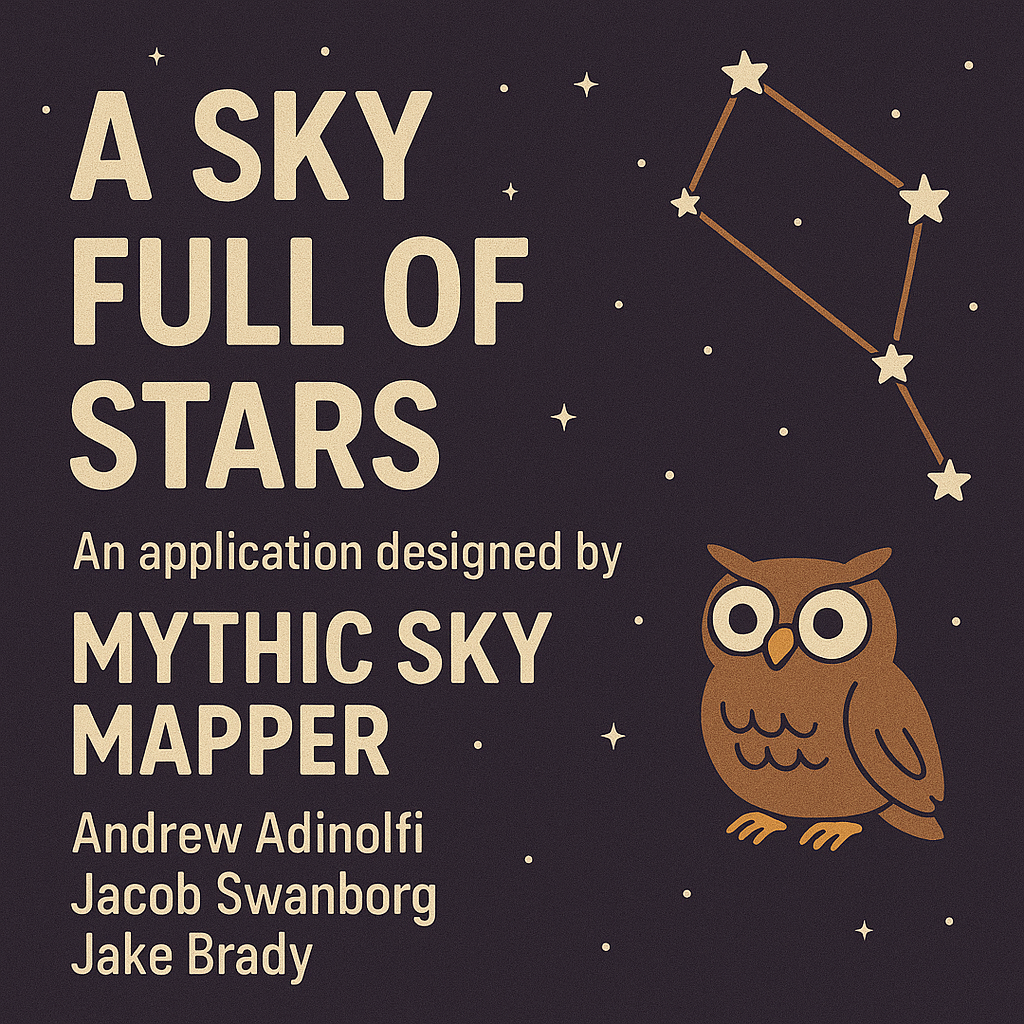 A SKY
FULL OF
STARS
An application designed by
MYTHIC SKY
MAPPER
Andrew Adinolfi
Jacob Swanborg
Jake Brady